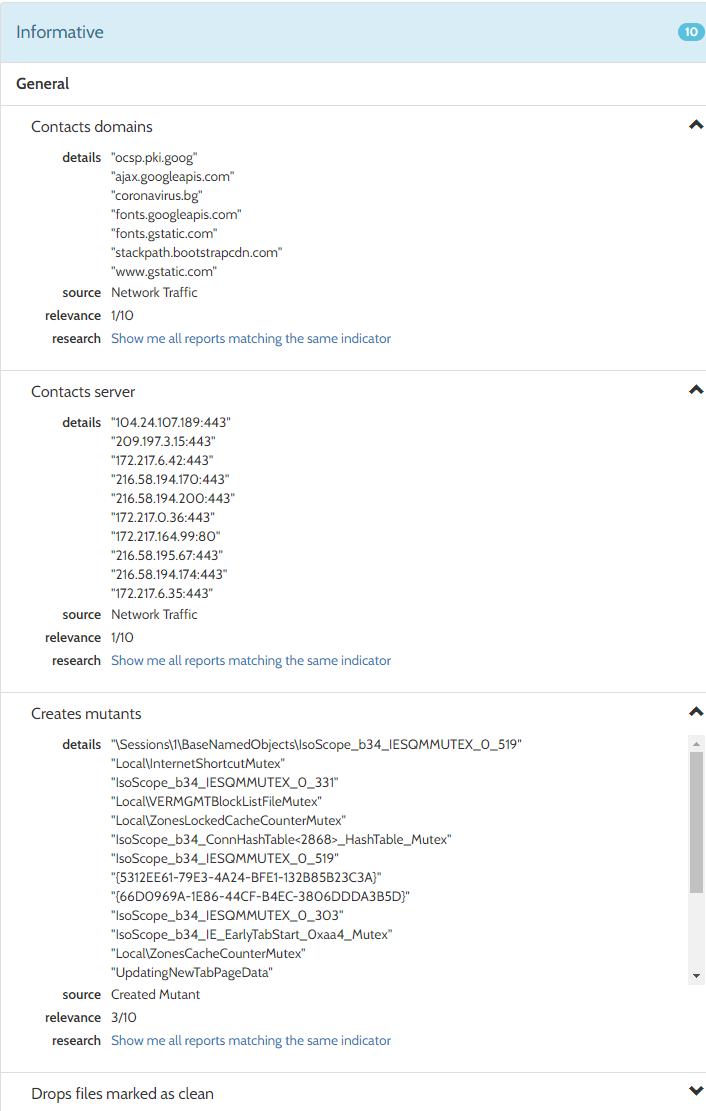 Informative 10
General
Contacts domains
details "ocsp.pki.goog"
"ajax.googleapis.com"
"coronavirus.bg"
"fonts.googleapis.com"
"fonts.gstatic.com"
"stackpath.bootstrapcdn.com"
"www.gstatic.com"
source Network Traffic
relevance 1/10
research Show me all reports matching the same indicator
Contacts server
details "104.24.107.189:443"
"209.197.3.15:443"
"172.217.6.42:443"
"216.58.194.170:443"
"216.58.194.200:443"
"172.217.0.36:443"
"172.217.164.99:80"
"216.58.195.67:443"
"216.58.194.174:443"
"172.217.6.35:443"
source Network Traffic
relevance 1/10
research Show me all reports matching the same indicator
Creates mutants
details "\Sessions\1\BaseNamedObjects\IsoScope_b34_IESQMMUTEX_0_519"
"Local\InternetShortcutMutex"
"IsoScope_b34_IESQMMUTEX_0_331"
"Local\VERMGMTBlockListFileMutex"
"Local\ZonesLockedCacheCounterMutex"
"IsoScope_b34_ConnHashTable<2868>_HashTable_Mutex"
"IsoScope_b34_IESQMMUTEX_0_519"
"{5312EE61-79E3-4A24-BFE1-132B85B23C3A}"
"{66D0969A-1E86-44CF-B4EC-3806DDDA3B5D}"
"IsoScope_b34_IESQMMUTEX_0_303"
"IsoScope_b34_IE_EarlyTabStart_0xaa4_Mutex"
"Local\ZonesCacheCounterMutex"
"UpdatingNewTabPageData"
source Created Mutant
relevance 3/10
research Show me all reports matching the same indicator
Drops files marked as clean